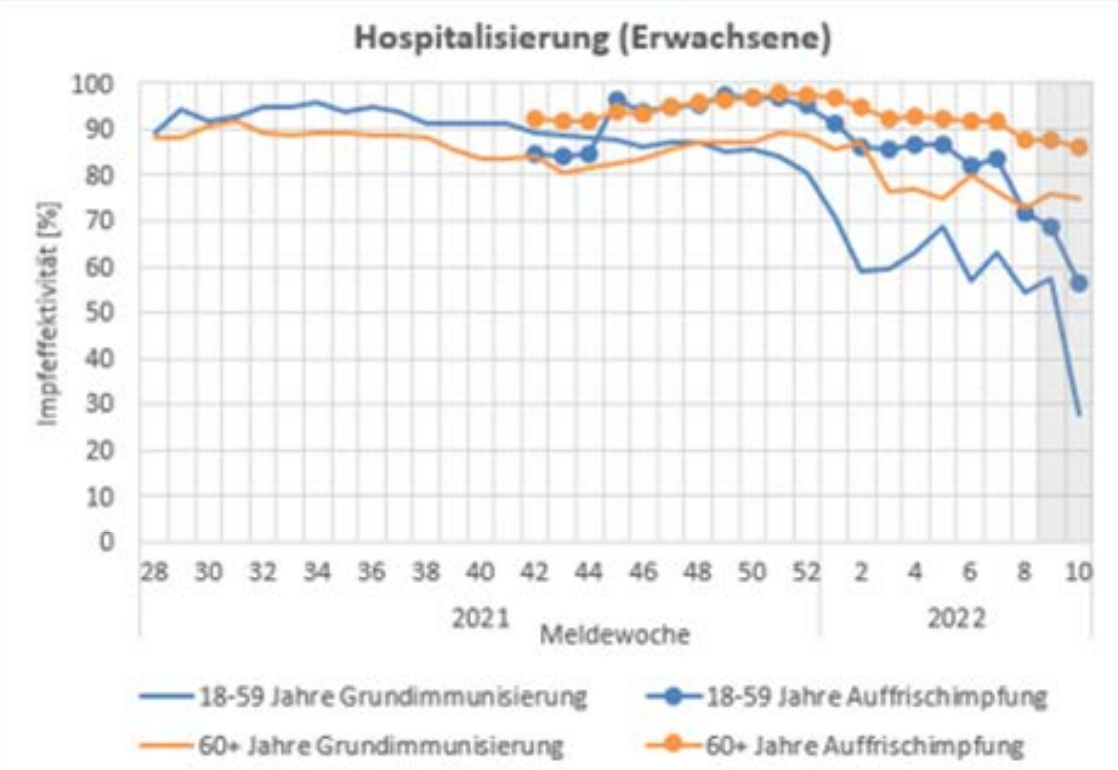 Hospitalisierung (Erwachsene)
100
90
80
70
60
50
40
30
20
10
0
Impfeffektivität [%]
28 30 32 34 36 38 40 42 44 46 48 50 52 2 4 6 8 10
2021 2022
Meldewoche
18-59 Jahre Grundimmunisierung 18-59 Jahre Auffrischimpfung
60+ Jahre Grundimmunisierung 60+ Jahre Auffrischimpfung